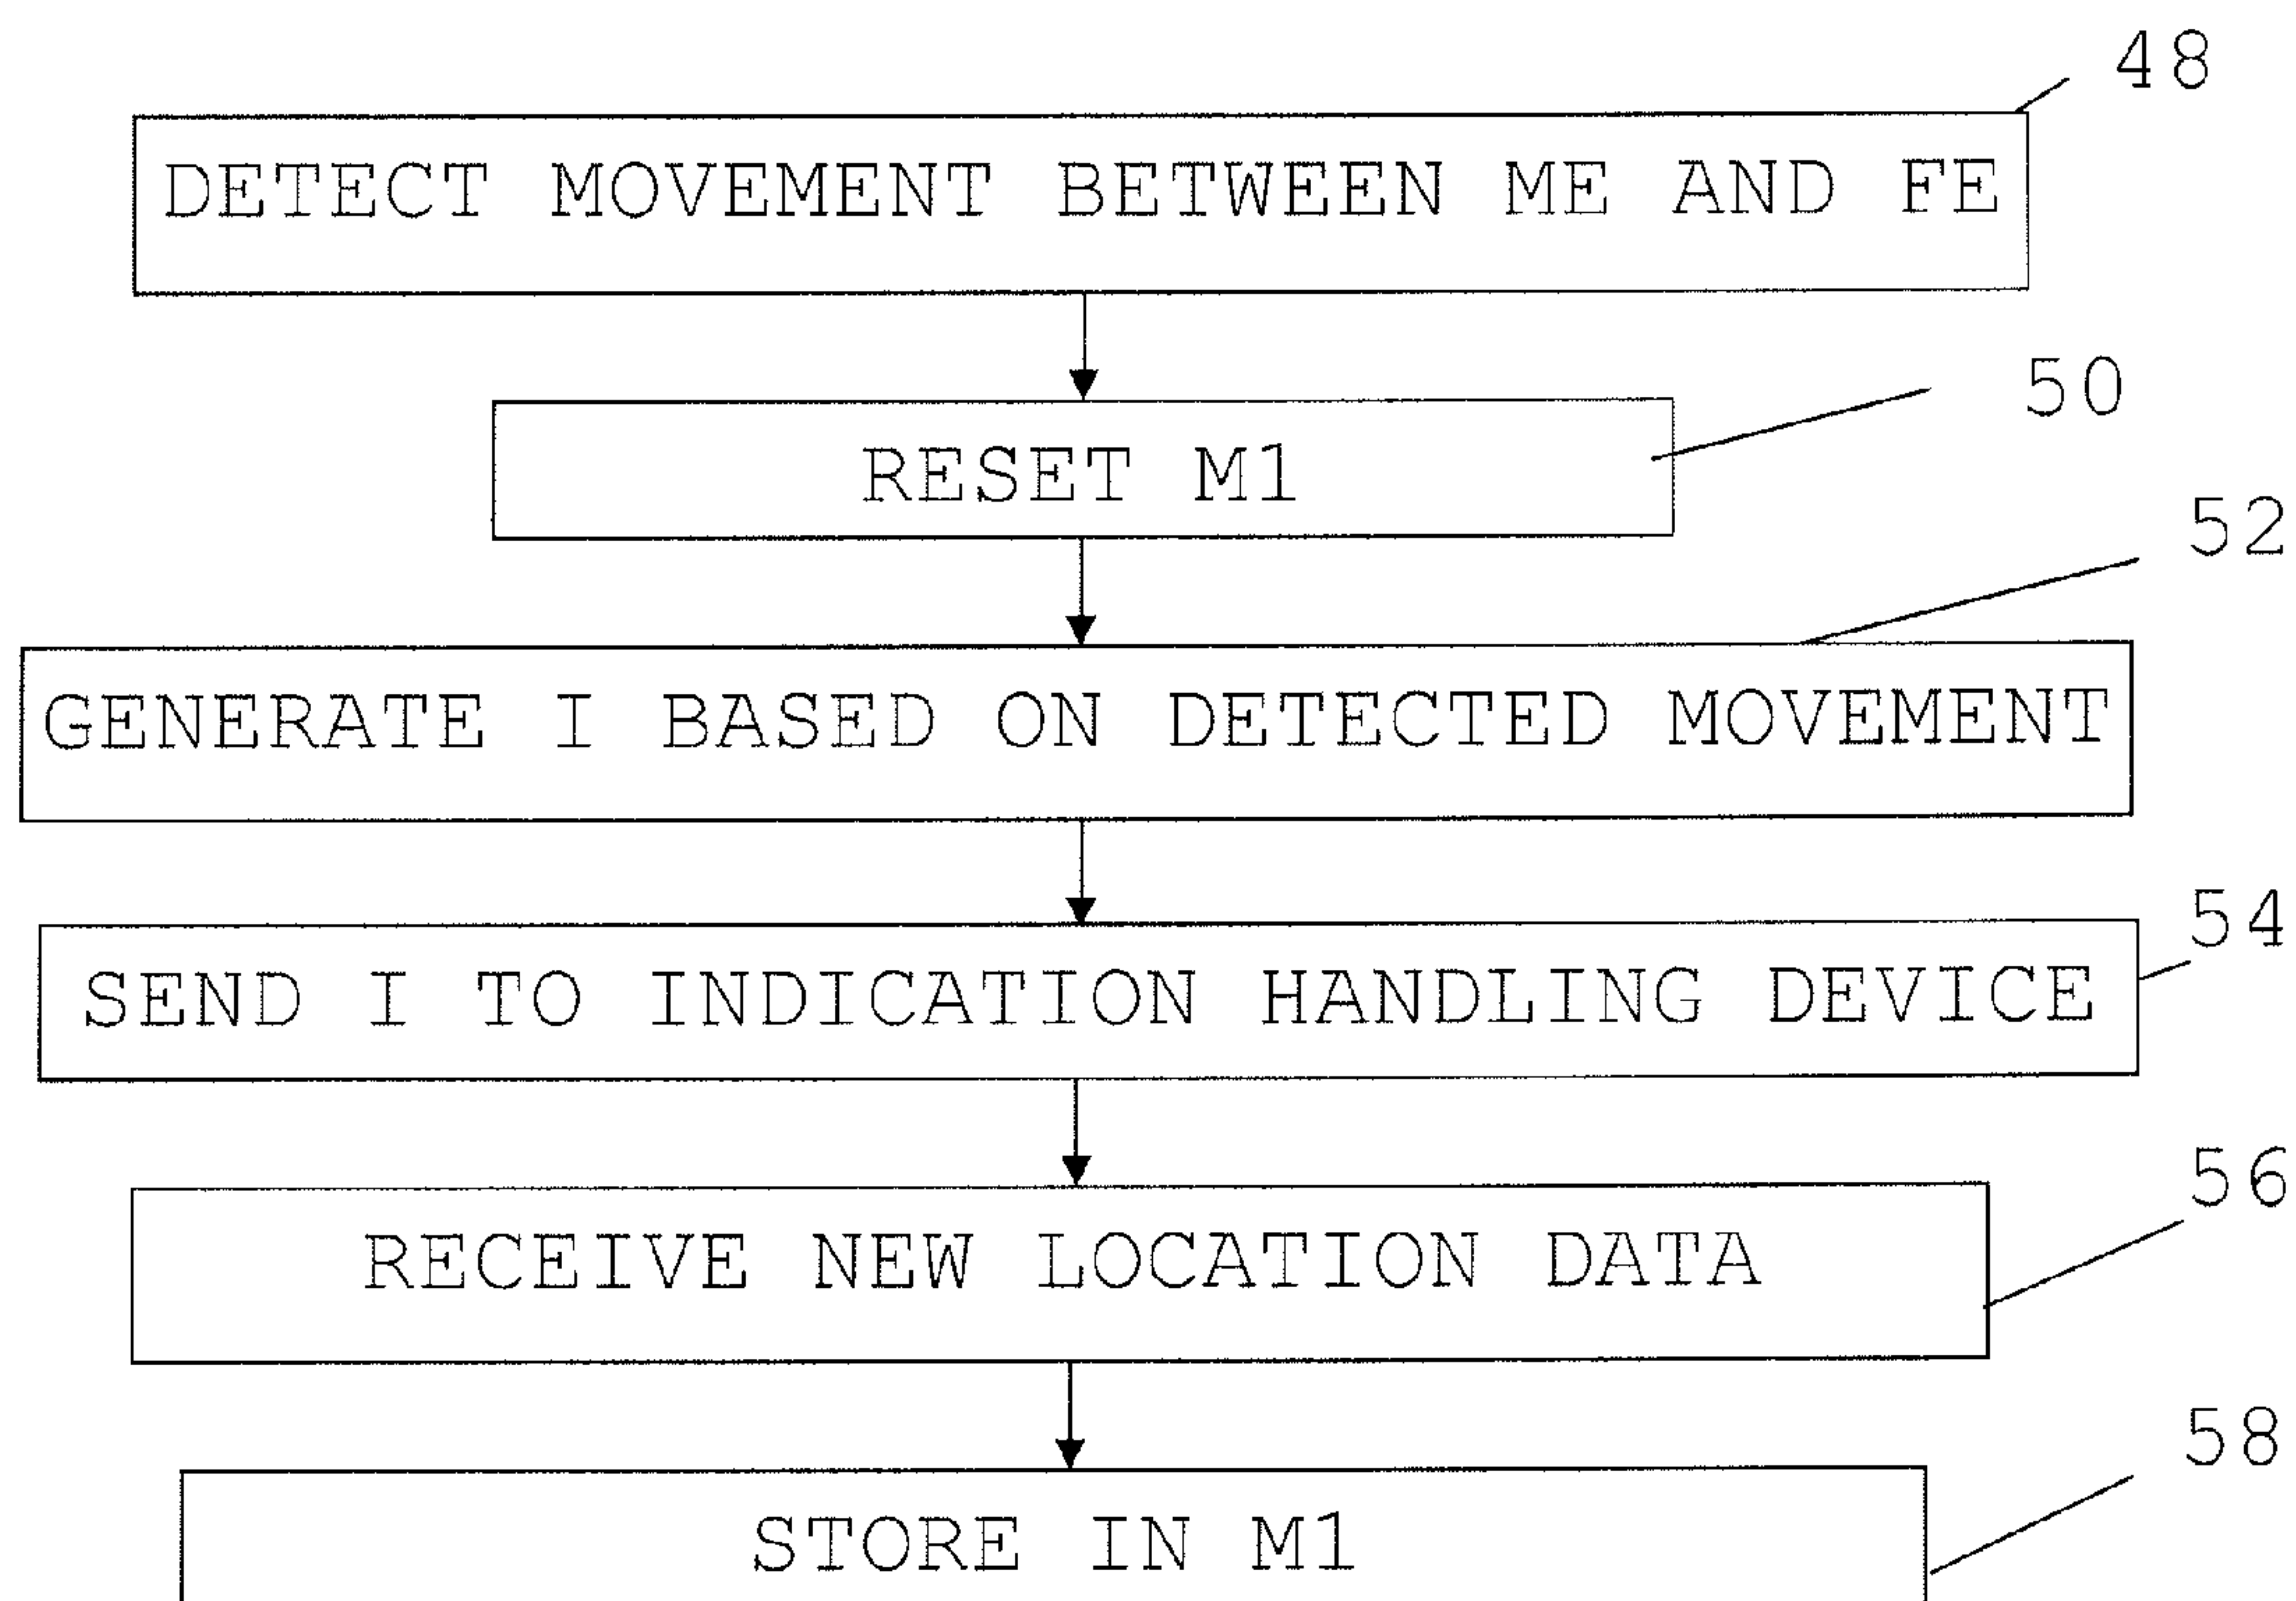 48
DETECT MOVEMENT BETWEEN ME AND FE
50
RESET M1
52
GENERATE I BASED ON DETECTED MOVEMENT
54
SEND I TO INDICATION HANDLING DEVICE
56
RECEIVE NEW LOCATION DATA
58
STORE IN M1